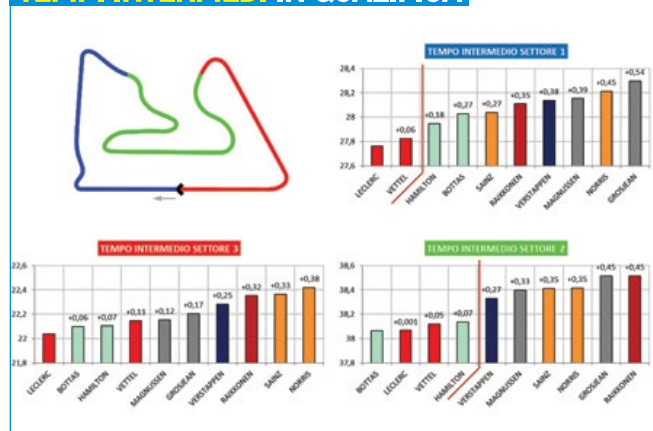 TEMPO INTERMEDIO SETTORE 1
28,4
28,2
28
27,8
27,6
+0,06
+0,18
+0,27
+0,27
+0,35
+0,38
+0,39
+0,45
+0,54
LECLERC
VETTEL
HAMILTON
BOTTAS
SAINZ
RAIKKONEN
VERSTAPPEN
MAGNUSSEN
NORRIS
GROSJEAN
TEMPO INTERMEDIO SETTORE 3
22,6
22,4
22,2
22
21,8
+0,06
+0,07
+0,11
+0,12
+0,17
+0,25
+0,32
+0,33
+0,38
LECLERC
BOTTAS
HAMILTON
VETTEL
MAGNUSSEN
GROSJEAN
VERSTAPPEN
RAIKKONEN
SAINZ
NORRIS
TEMPO INTERMEDIO SETTORE 2
38,6
38,4
38,2
38
37,8
+0,001
+0,05
+0,07
+0,27
+0,33
+0,35
+0,35
+0,45
+0,45
BOTTAS
LECLERC
VETTEL
HAMILTON
VERSTAPPEN
MAGNUSSEN
SAINZ
NORRIS
GROSJEAN
RAIKKONEN